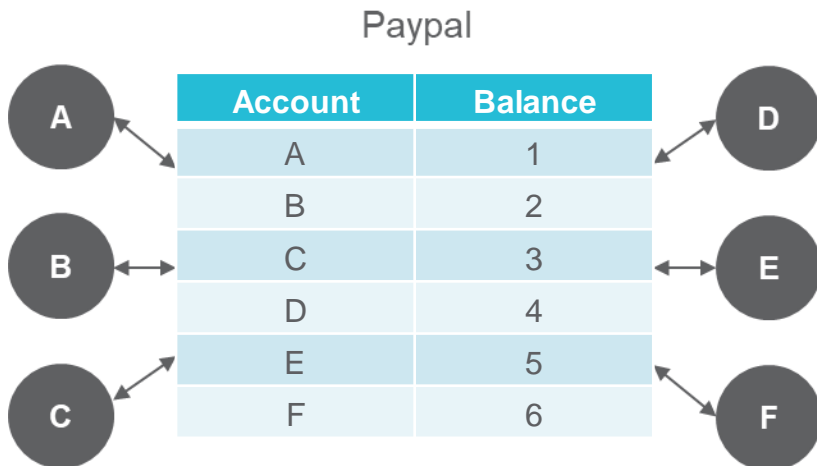 Paypal
Account Balance
A 1
B 2
C 3
D 4
E 5
F 6
A
B
C
D
E
F